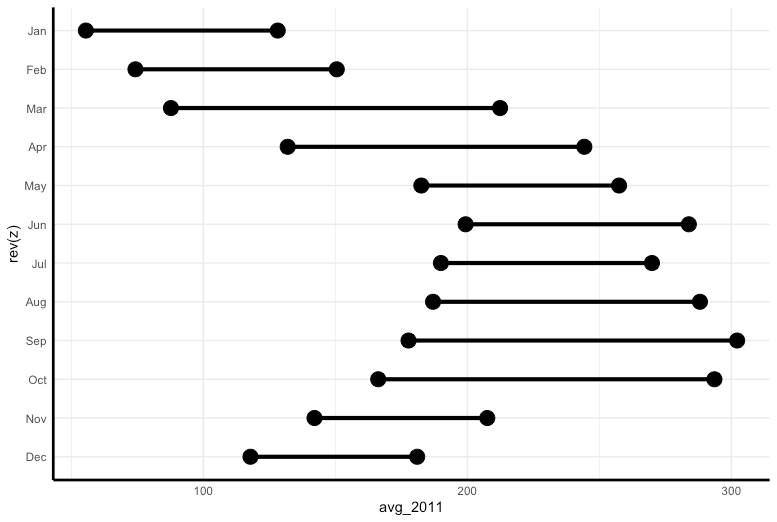 Jan
Feb
Mar
Apr
May
Jun
Jul
Aug
Sep
Oct
Nov
Dec
rev(z)
100 200 300
avg_2011